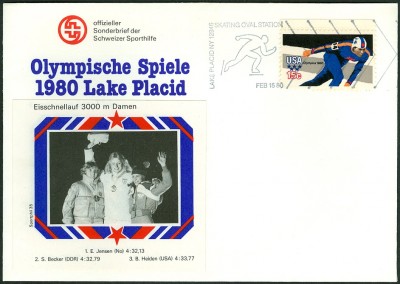 offizieller
Sonderbrief der
Schweizer Sporthilfe
Olympische Spiele
1980 Lake Placid
Eisschnellauf 3000 m Damen
1. E. Jensen (No) 4:32,13
2. S. Becker (DDR) 4:32,79
3. B. Heiden (USA) 4:33,77
SKATING OVAL STATION
LAKE PLACID NY 12946
FEB 15 80
USA
15c